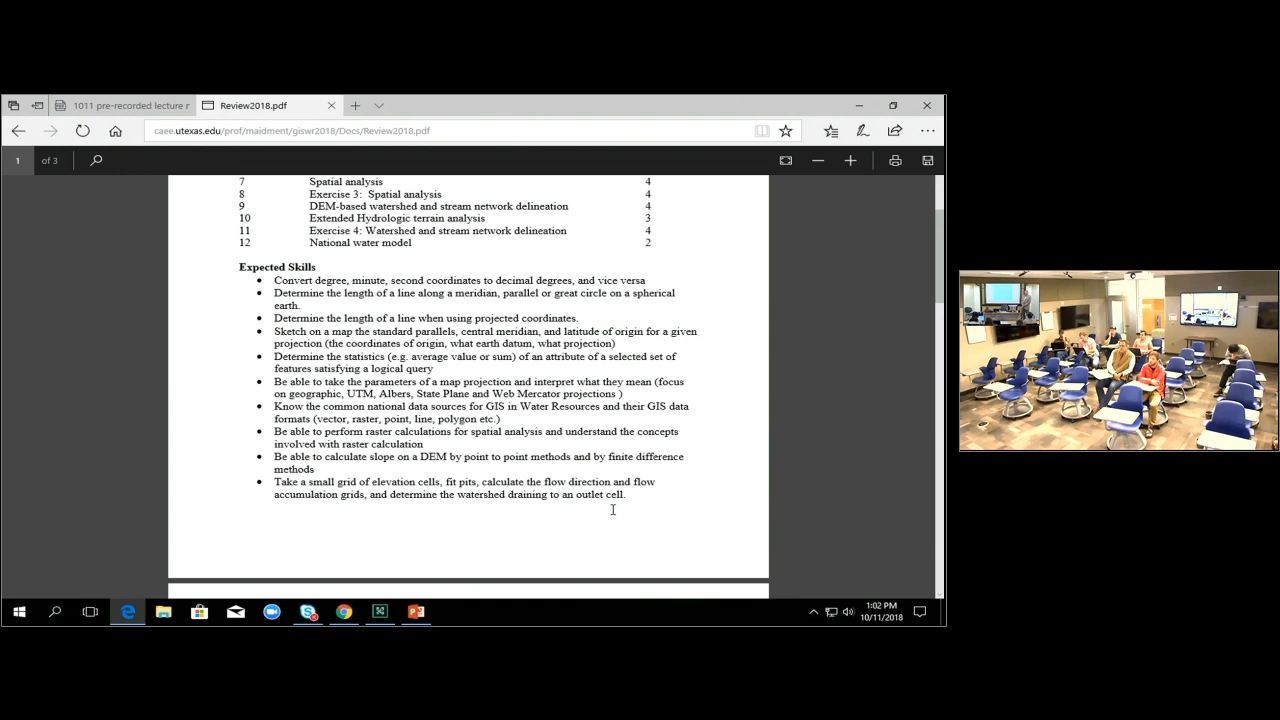 1011 pre-recorded lecture r
Review2018.pdf
caee.utexas.edu/prof/maidment/giswr2018/Docs/Review2018.pdf
1 of 3
7 Spatial analysis 4
8 Exercise 3: Spatial analysis 4
9 DEM-based watershed and stream network delineation 4
10 Extended Hydrologic terrain analysis 3
11 Exercise 4: Watershed and stream network delineation 4
12 National water model 2
Expected Skills
• Convert degree, minute, second coordinates to decimal degrees, and vice versa
• Determine the length of a line along a meridian, parallel or great circle on a spherical
earth.
• Determine the length of a line when using projected coordinates.
• Sketch on a map the standard parallels, central meridian, and latitude of origin for a given
projection (the coordinates of origin, what earth datum, what projection)
• Determine the statistics (e.g. average value or sum) of an attribute of a selected set of
features satisfying a logical query
• Be able to take the parameters of a map projection and interpret what they mean (focus
on geographic, UTM, Albers, State Plane and Web Mercator projections )
• Know the common national data sources for GIS in Water Resources and their GIS data
formats (vector, raster, point, line, polygon etc.)
• Be able to perform raster calculations for spatial analysis and understand the concepts
involved with raster calculation
• Be able to calculate slope on a DEM by point to point methods and by finite difference
methods
• Take a small grid of elevation cells, fit pits, calculate the flow direction and flow
accumulation grids, and determine the watershed draining to an outlet cell.
1:02 PM
10/11/2018